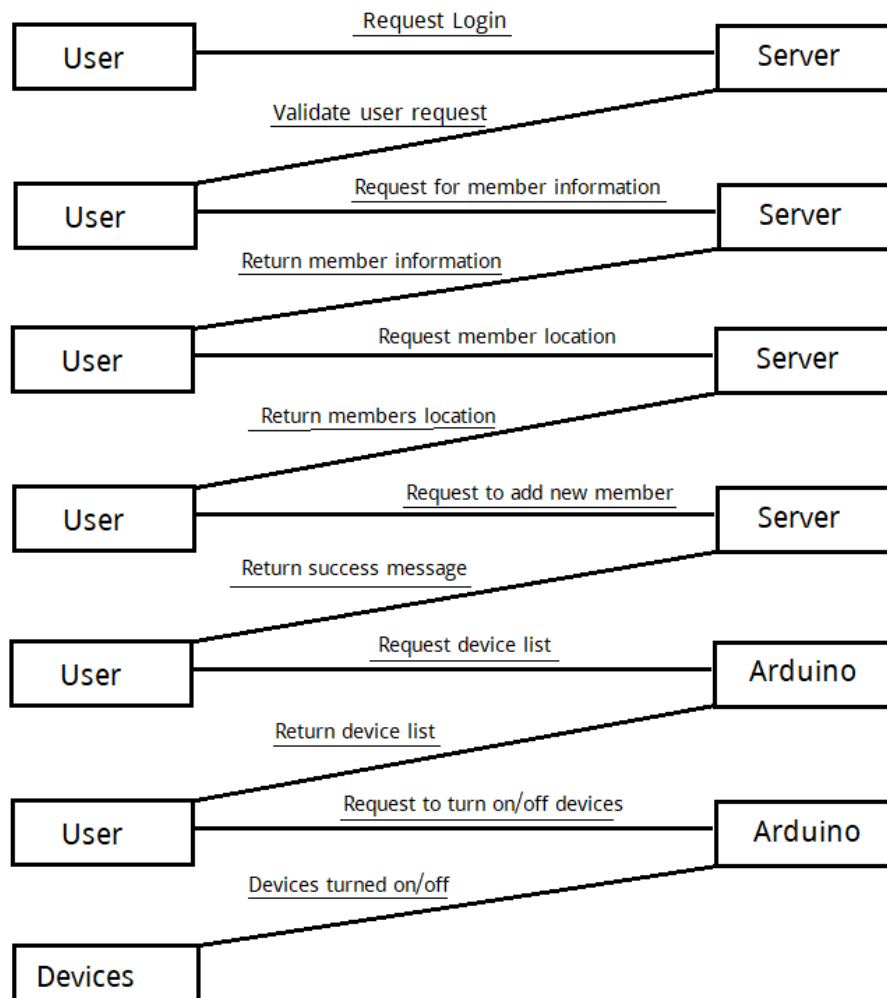 Request Login
User
Server
Validate user request
Request for member information
User
Server
Return member information
Request member location
User
Server
Return members location
Request to add new member
User
Server
Return success message
Request device list
User
Arduino
Return device list
Request to turn on/off devices
User
Arduino
Devices turned on/off
Devices